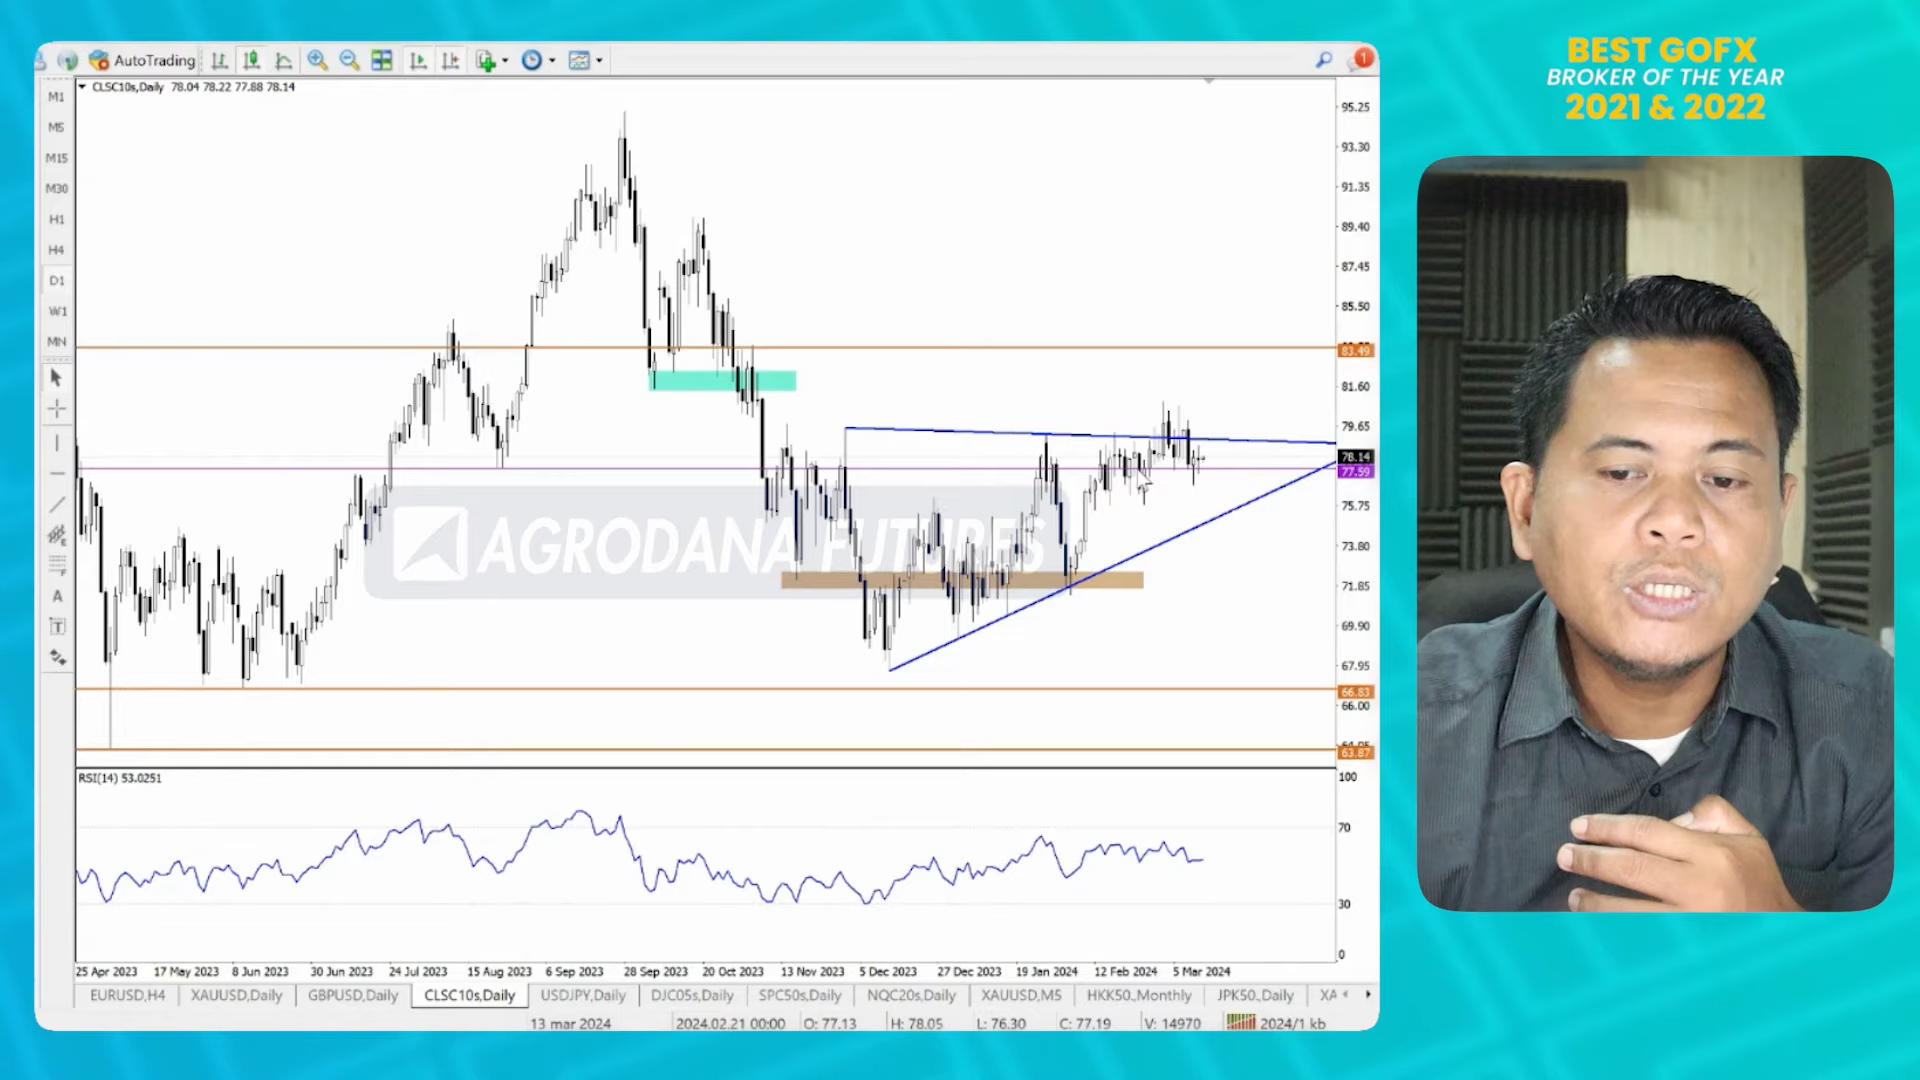 BEST GOFX
BROKER OF THE YEAR
2021 & 2022
AutoTrading
1
M1
M5
M15
M30
H1
H4
D1
W1
MN
A
T
CLSC10s,Daily 78.04 78.22 77.88 78.14
95.25
93.30
91.35
89.40
87.45
85.50
83.49
81.60
79.65
78.14
77.59
75.75
73.80
71.85
69.90
67.95
66.83
66.00
63.87
AGRODANA FUTURES
RSI(14) 53.0251
100
70
30
0
25 Apr 2023 17 May 2023 8 Jun 2023 30 Jun 2023 24 Jul 2023 15 Aug 2023 6 Sep 2023 28 Sep 2023 20 Oct 2023 13 Nov 2023 5 Dec 2023 27 Dec 2023 19 Jan 2024 12 Feb 2024 5 Mar 2024
EURUSD,H4 XAUUSD,Daily GBPUSD,Daily CLSC10s,Daily USDJPY,Daily DJC05s,Daily SPC50s,Daily NQC20s,Daily XAUUSD,M5 HKK50.,Monthly JPK50.,Daily XA
13 mar 2024 2024.02.21 00:00 O: 77.13 H: 78.05 L: 76.30 C: 77.19 V: 14970 2024/1 kb